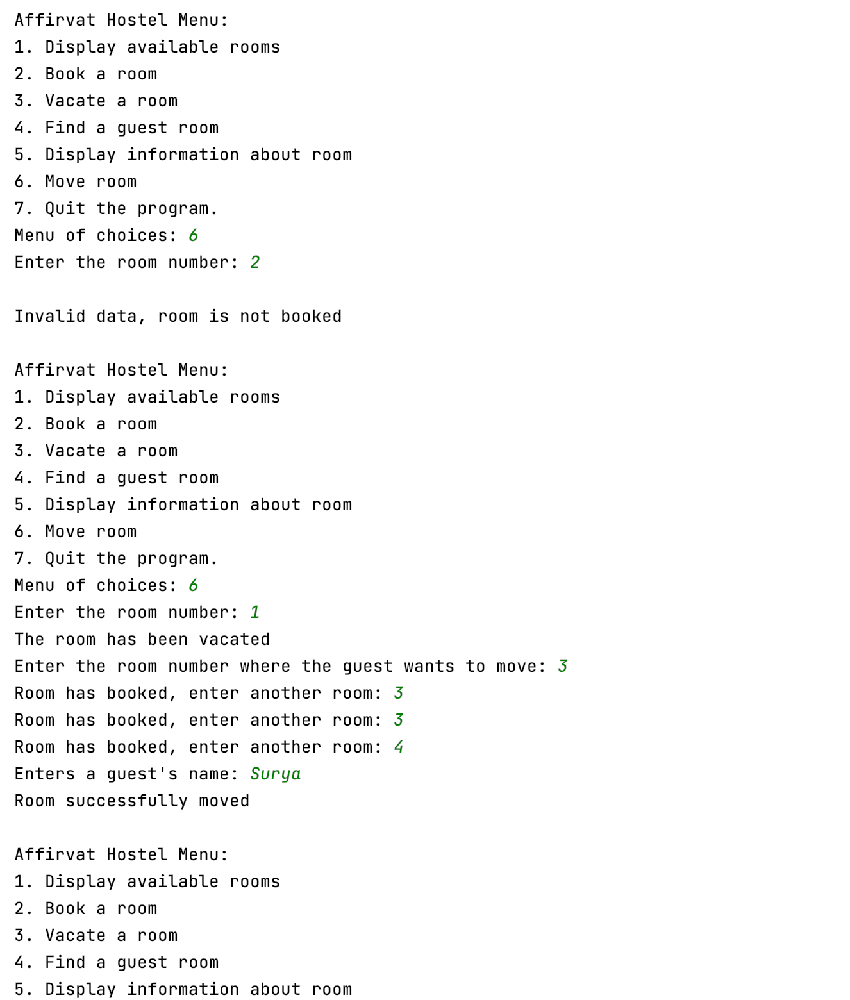 Affirvat Hostel Menu:
1. Display available rooms
2. Book a room
3. Vacate a room
4. Find a guest room
5. Display information about room
6. Move room
7. Quit the program.
Menu of choices: 6
Enter the room number: 2
Invalid data, room is not booked
Affirvat Hostel Menu:
1. Display available rooms
2. Book a room
3. Vacate a room
4. Find a guest room
5. Display information about room
6. Move room
7. Quit the program.
Menu of choices: 6
Enter the room number: 1
The room has been vacated
Enter the room number where the guest wants to move: 3
Room has booked, enter another room: 3
Room has booked, enter another room: 3
Room has booked, enter another room: 4
Enters a guest's name: Surya
Room successfully moved
Affirvat Hostel Menu:
1. Display available rooms
2. Book a room
3. Vacate a room
4. Find a guest room
5. Display information about room